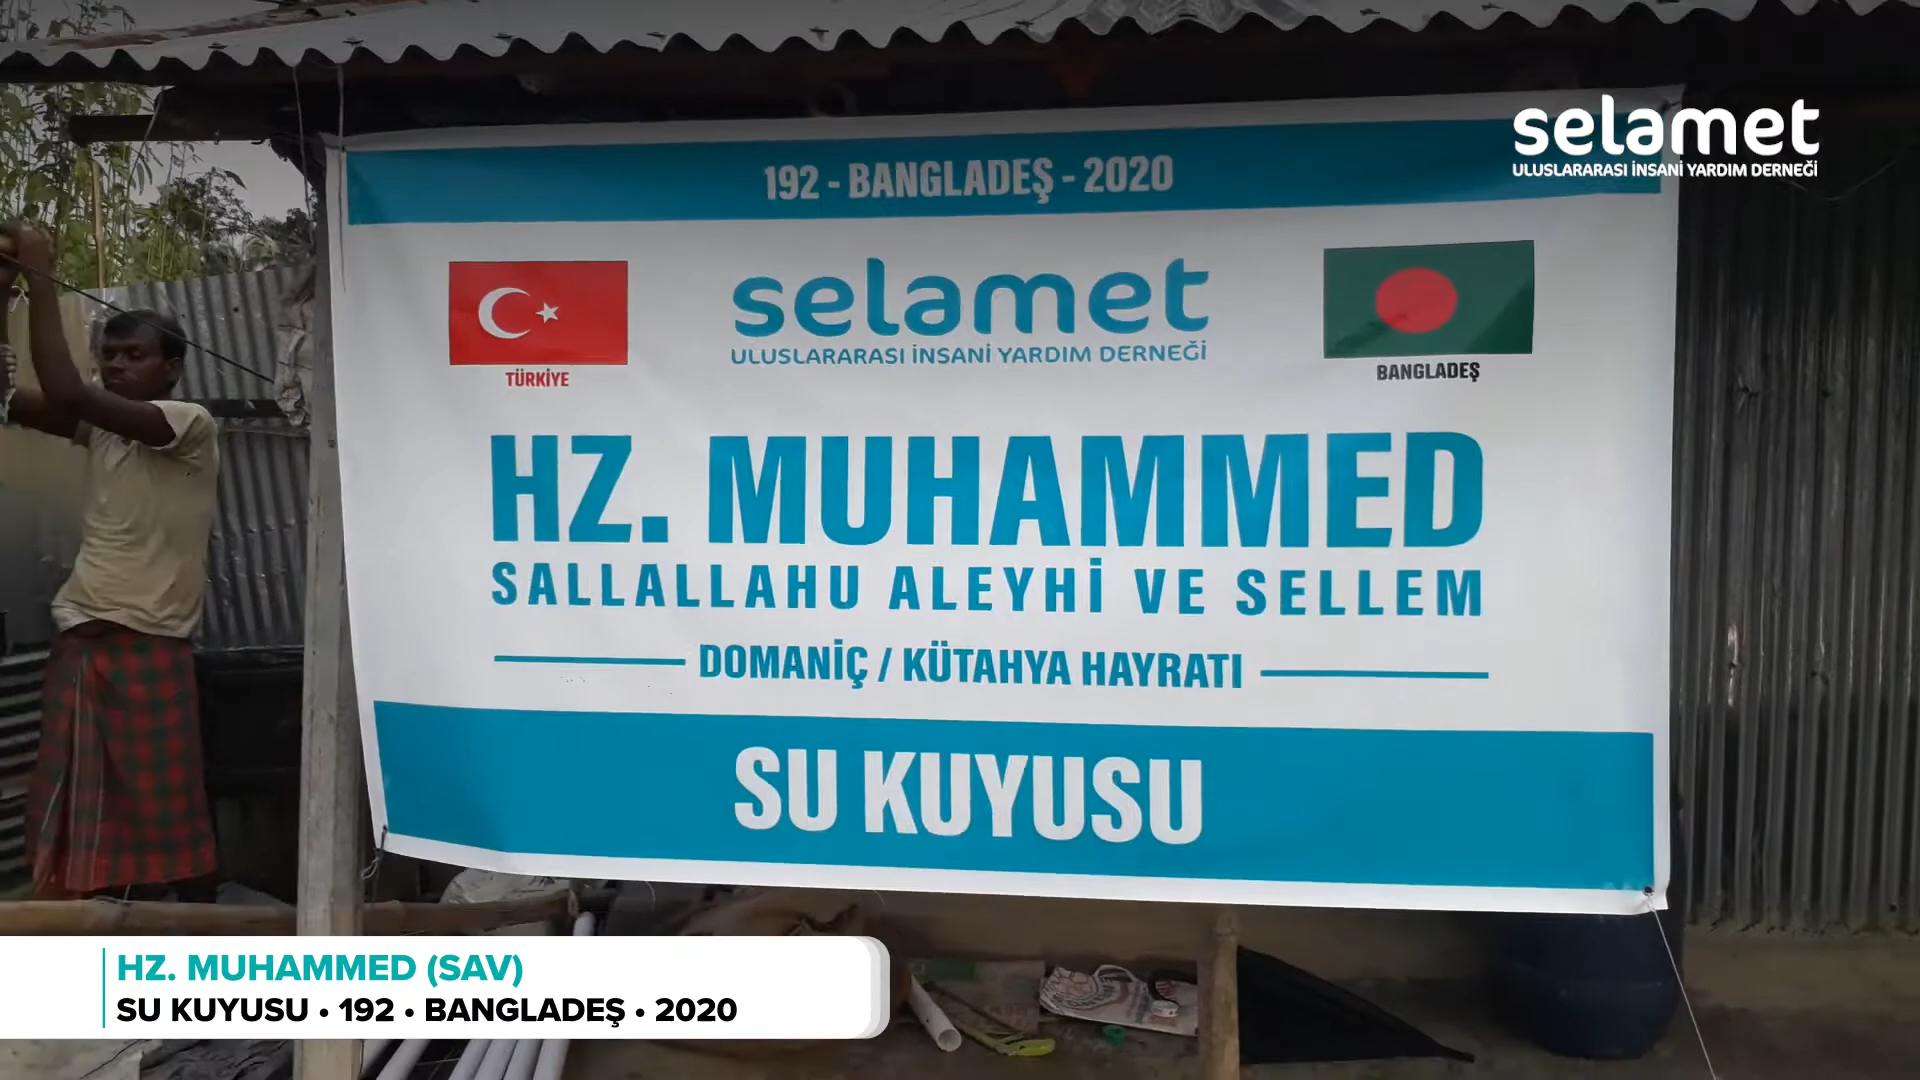 selamet
ULUSLARARASI İNSANİ YARDIM DERNEĞİ
192 - BANGLADEŞ - 2020
selamet
ULUSLARARASI İNSANİ YARDIM DERNEĞİ
TÜRKİYE
BANGLADEŞ
HZ. MUHAMMED
SALLALLAHU ALEYHİ VE SELLEM
DOMANİÇ / KÜTAHYA HAYRATI
SU KUYUSU
HZ. MUHAMMED (SAV)
SU KUYUSU • 192 • BANGLADEŞ • 2020